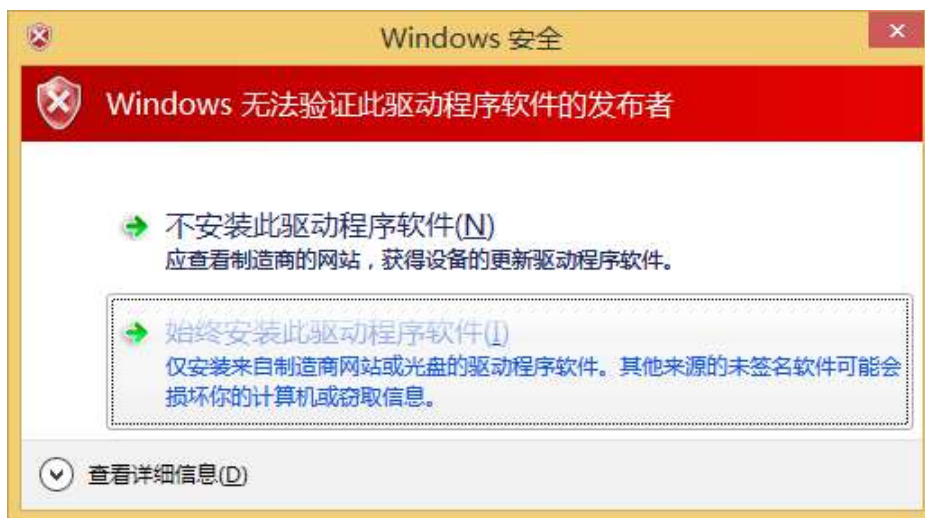 Windows 安全
Windows 无法验证此驱动程序软件的发布者
不安装此驱动程序软件(N)
应查看制造商的网站，获得设备的更新驱动程序软件。
始终安装此驱动程序软件(I)
仅安装来自制造商网站或光盘的驱动程序软件。其他来源的未签名软件可能会
损坏你的计算机或窃取信息。
查看详细信息(D)